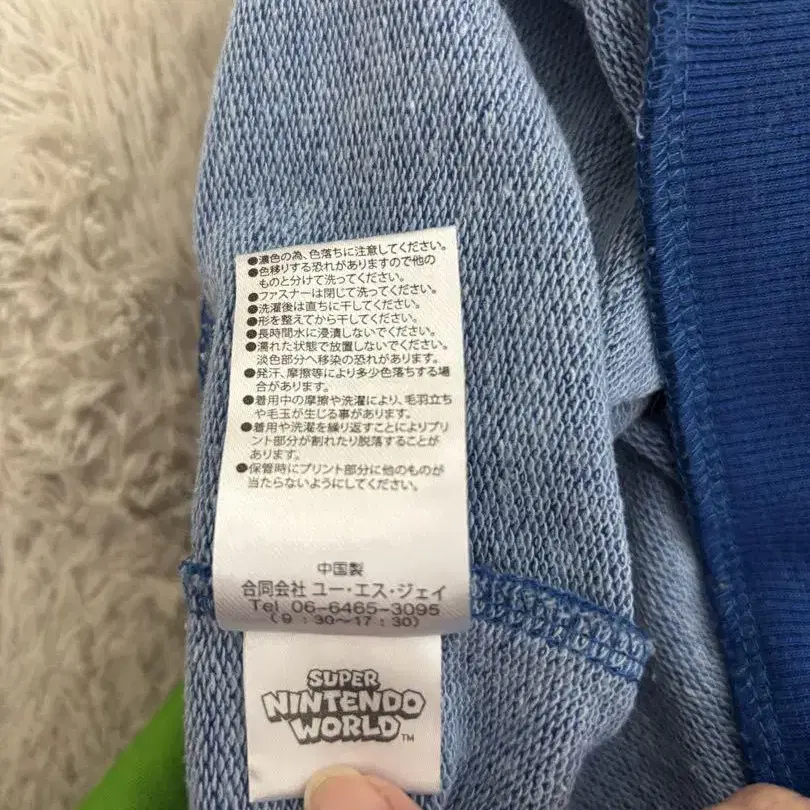 ●濃色の為、色落ちに注意してください。
●色移りする恐れがありますので他の
ものと分けて洗ってください。
●ファスナーは閉じて洗ってください。
●洗濯後は直ちに干してください。
●形を整えてから干してください。
●長時間水に浸漬しないでください。
●濡れた状態で放置しないでください。
淡色部分へ移染の恐れがあります。
●発汗、摩擦等により多少色落ちする場
合があります。
●着用中の摩擦や洗濯により、毛羽立ち
や毛玉が生じる事があります。
●着用や洗濯を繰り返すことによりプリ
ント部分が割れたり脱落することが
あります。
●保管時にプリント部分に他のものが
当たらないようにしてください。
中国製
合同会社 ユー・エス・ジェイ
Tel 06-6465-3095
(9:30～17:30)
SUPER
NINTENDO
WORLD™